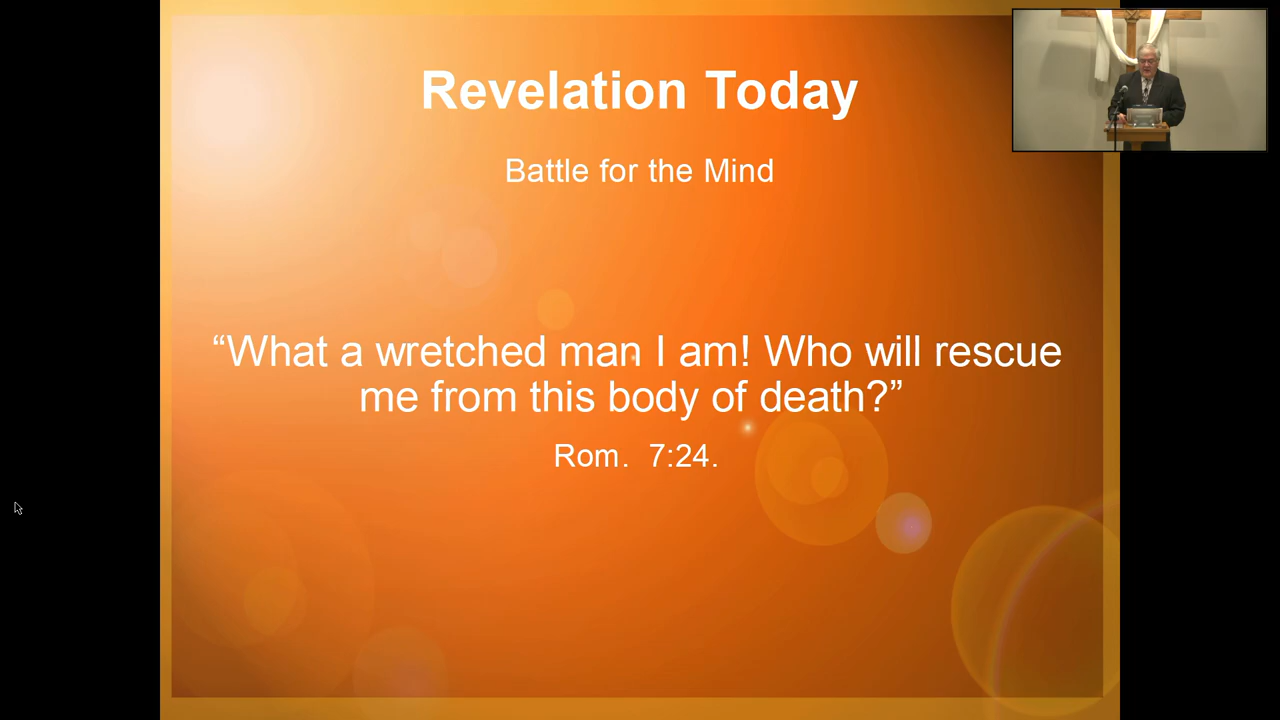 Revelation Today
Battle for the Mind
“What a wretched man I am! Who will rescue
me from this body of death?”
Rom.  7:24.